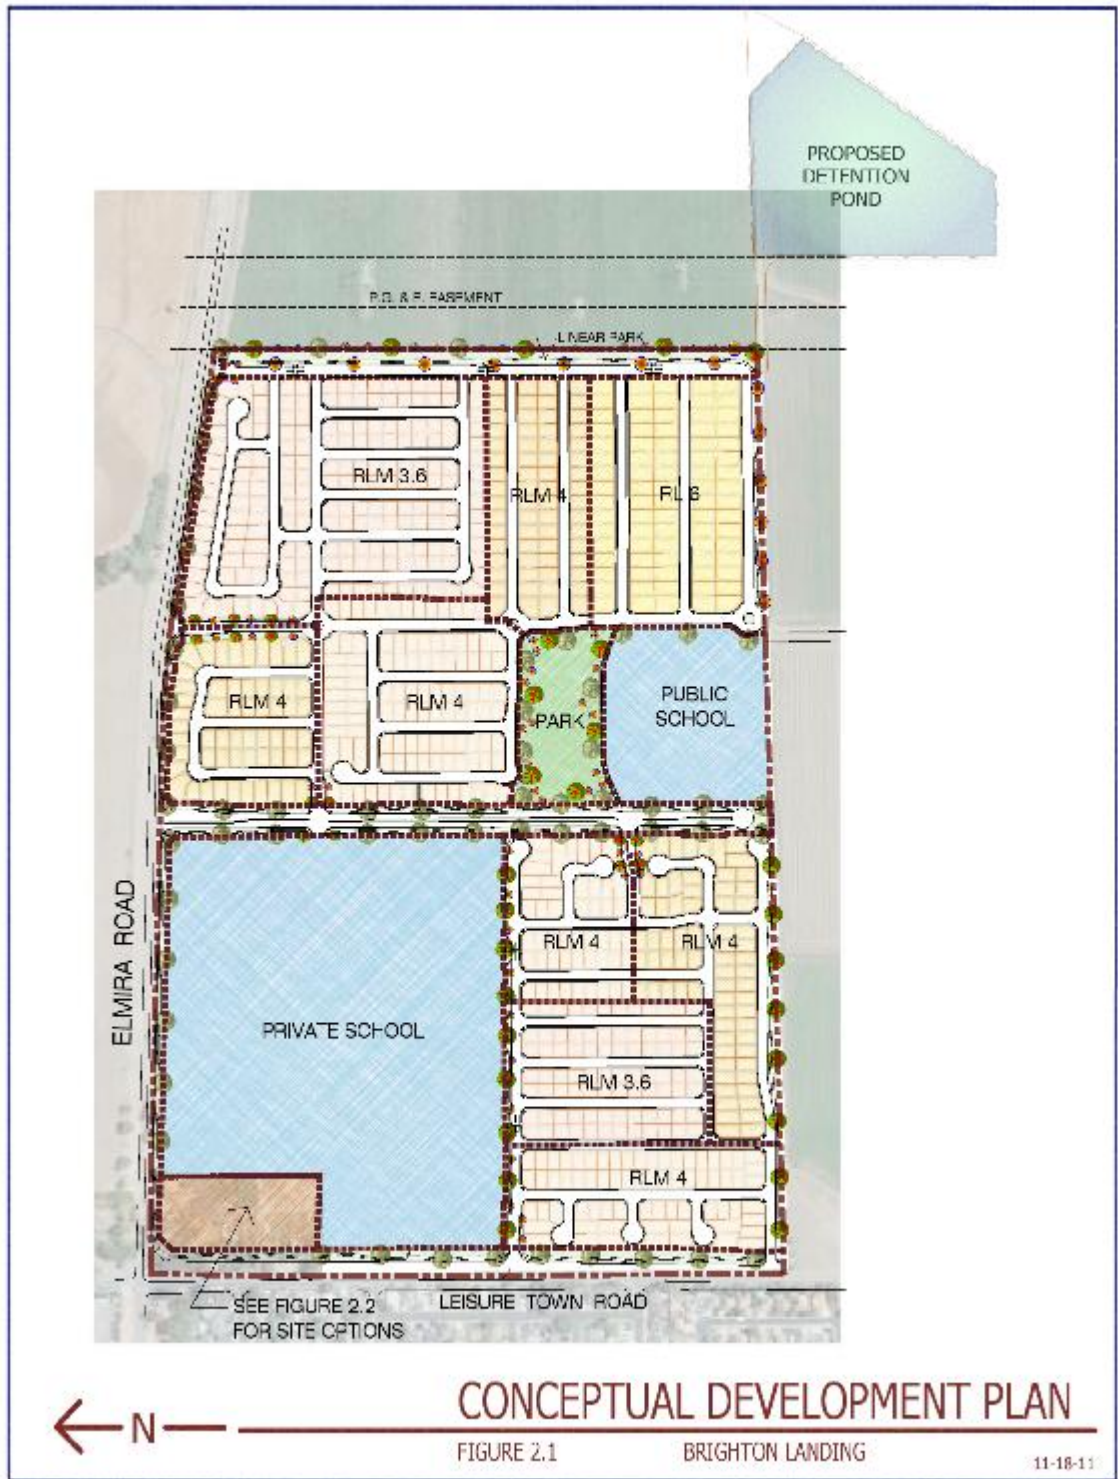 PROPOSED
DETENTION
POND
P.G. & E. EASEMENT
LINEAR PARK
RLM 3.6
RLM 4
RL 6
RLM 4
RLM 4
PARK
PUBLIC
SCHOOL
ELMIRA ROAD
PRIVATE SCHOOL
RLM 4
RLM 4
RLM 3.6
RLM 4
SEE FIGURE 2.2
FOR SITE OPTIONS
LEISURE TOWN ROAD
N
CONCEPTUAL DEVELOPMENT PLAN
FIGURE 2.1 BRIGHTON LANDING 11-18-11